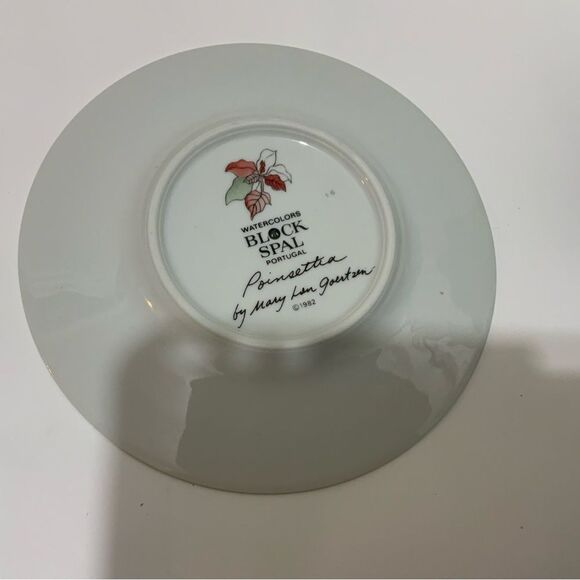 WATERCOLORS
BLOCK
SPAL
PORTUGAL
Poinsettia
by Mary Lou Goertzen
©1982